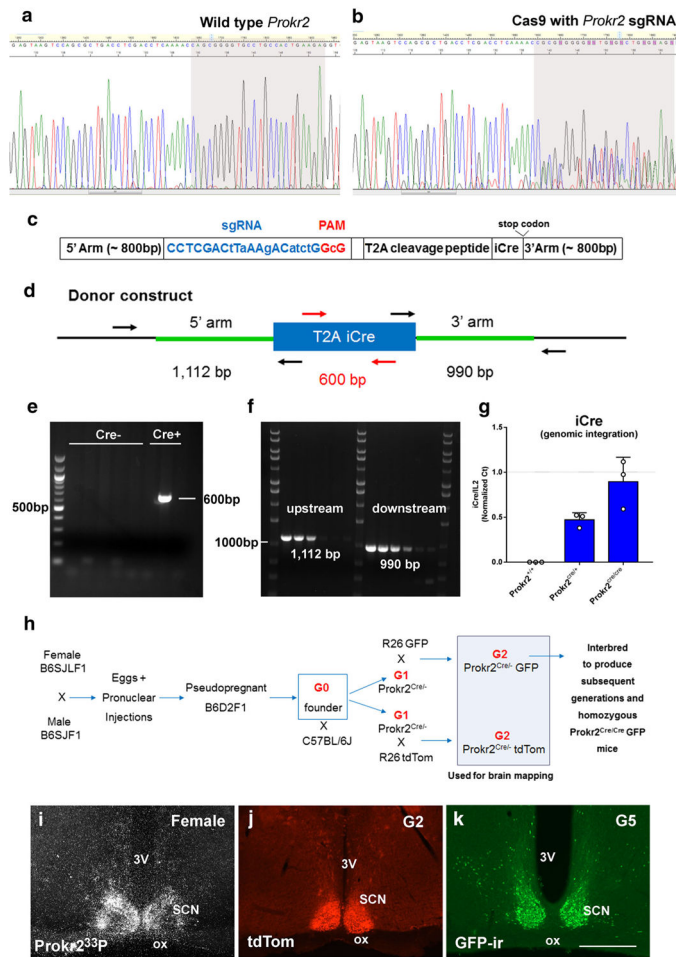 a
Wild type Prokr2
b
Cas9 with Prokr2 sgRNA
c
sgRNA
PAM
stop codon
5' Arm (~ 800bp)
CCTCGACtTaAAgACatctGGcG
T2A cleavage peptide
iCre
3'Arm (~ 800bp)
d
Donor construct
5' arm
T2A iCre
3' arm
1,112 bp
600 bp
990 bp
e
Cre-
Cre+
500bp
600bp
f
upstream
downstream
1000bp
1,112 bp
990 bp
g
iCre
(genomic integration)
iCre/IL2
(Normalized Ct)
1.5
1.0
0.5
0.0
Prokr2+/+
Prokr2cre/+
Prokr2cre/cre
h
Female
B6SJLF1
X
Male
B6SJF1
Eggs +
Pronuclear
Injections
Pseudopregnant
B6D2F1
G0
founder
X
C57BL/6J
R26 GFP
X
G1
Prokr2Cre/-
G1
Prokr2Cre/-
X
R26 tdTom
G2
Prokr2Cre/- GFP
G2
Prokr2Cre/- tdTom
Used for brain mapping
Interbred
to produce
subsequent
generations and
homozygous
Prokr2Cre/Cre GFP
mice
i
Female
3V
SCN
Prokr233P
ox
j
G2
3V
SCN
tdTom
ox
k
G5
3V
SCN
GFP-ir
ox